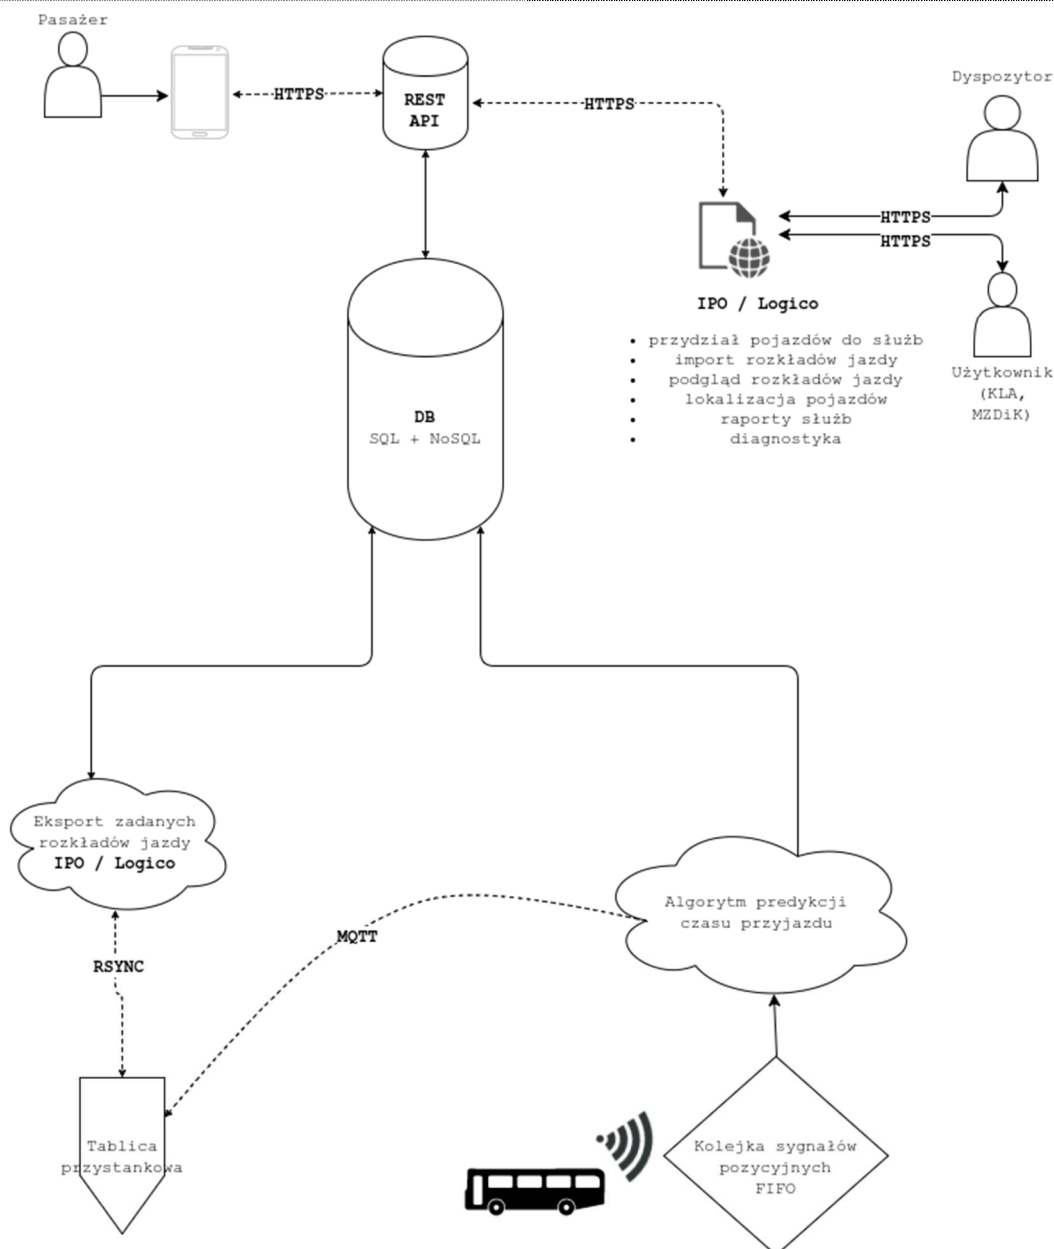 Pasażer
HTTPS
REST
API
HTTPS
Dyspozytor
HTTPS
HTTPS
IPO / Logico
• przydział pojazdów do służb
• import rozkładów jazdy
• podgląd rozkładów jazdy
• lokalizacja pojazdów
• raporty służb
• diagnostyka
Użytkownik
(KLA,
MZDiK)
DB
SQL + NoSQL
Eksport zadanych
rozkładów jazdy
IPO / Logico
Algorytm predykcji
czasu przyjazdu
MQTT
RSYNC
Tablica
przystankowa
Kolejka sygnałów
pozycyjnych
FIFO